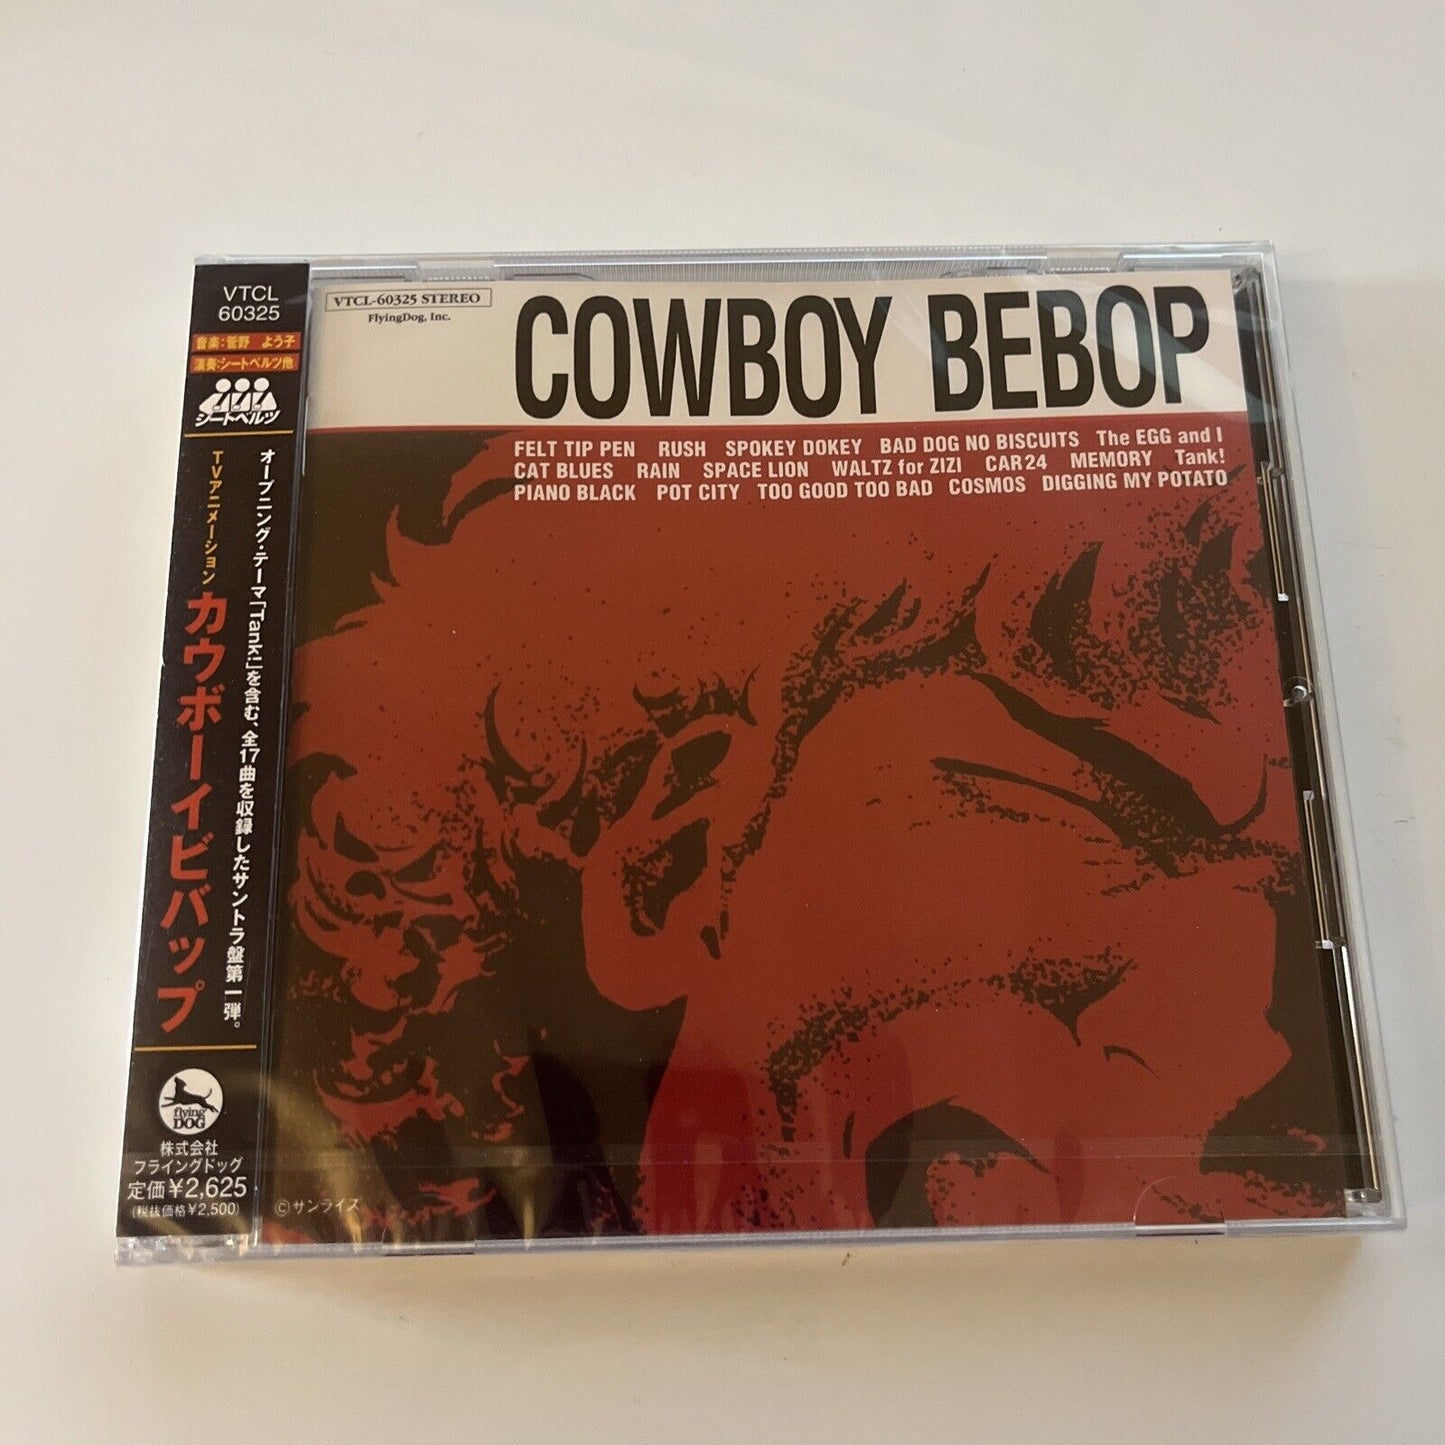 VTCL
60325
音楽:菅野 よう子
演奏:シートベルツ他
シートベルツ
オープニング・テーマ「Tank!」を含む、全17曲を収録したサントラ盤第一弾。
TVアニメーション カウボーイビバップ
flying
DOG
株式会社
フライングドッグ
定価¥2,625
(税抜価格¥2,500)
VTCL-60325 STEREO
FlyingDog, Inc.
COWBOY BEBOP
FELT TIP PEN RUSH SPOKEY DOKEY BAD DOG NO BISCUITS The EGG and I
CAT BLUES RAIN SPACE LION WALTZ for ZIZI CAR 24 MEMORY Tank!
PIANO BLACK POT CITY TOO GOOD TOO BAD COSMOS DIGGING MY POTATO
©サンライズ